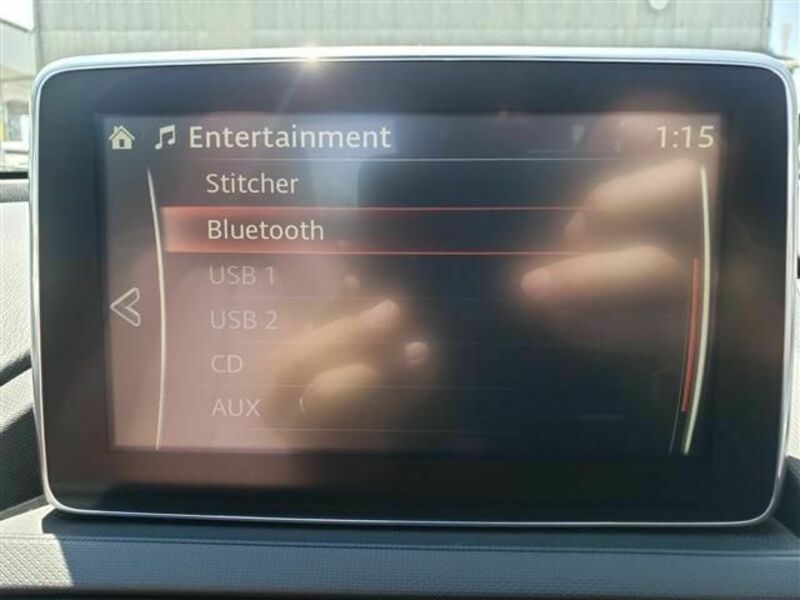 Entertainment 1:15
Stitcher
Bluetooth
USB 1
USB 2
CD
AUX